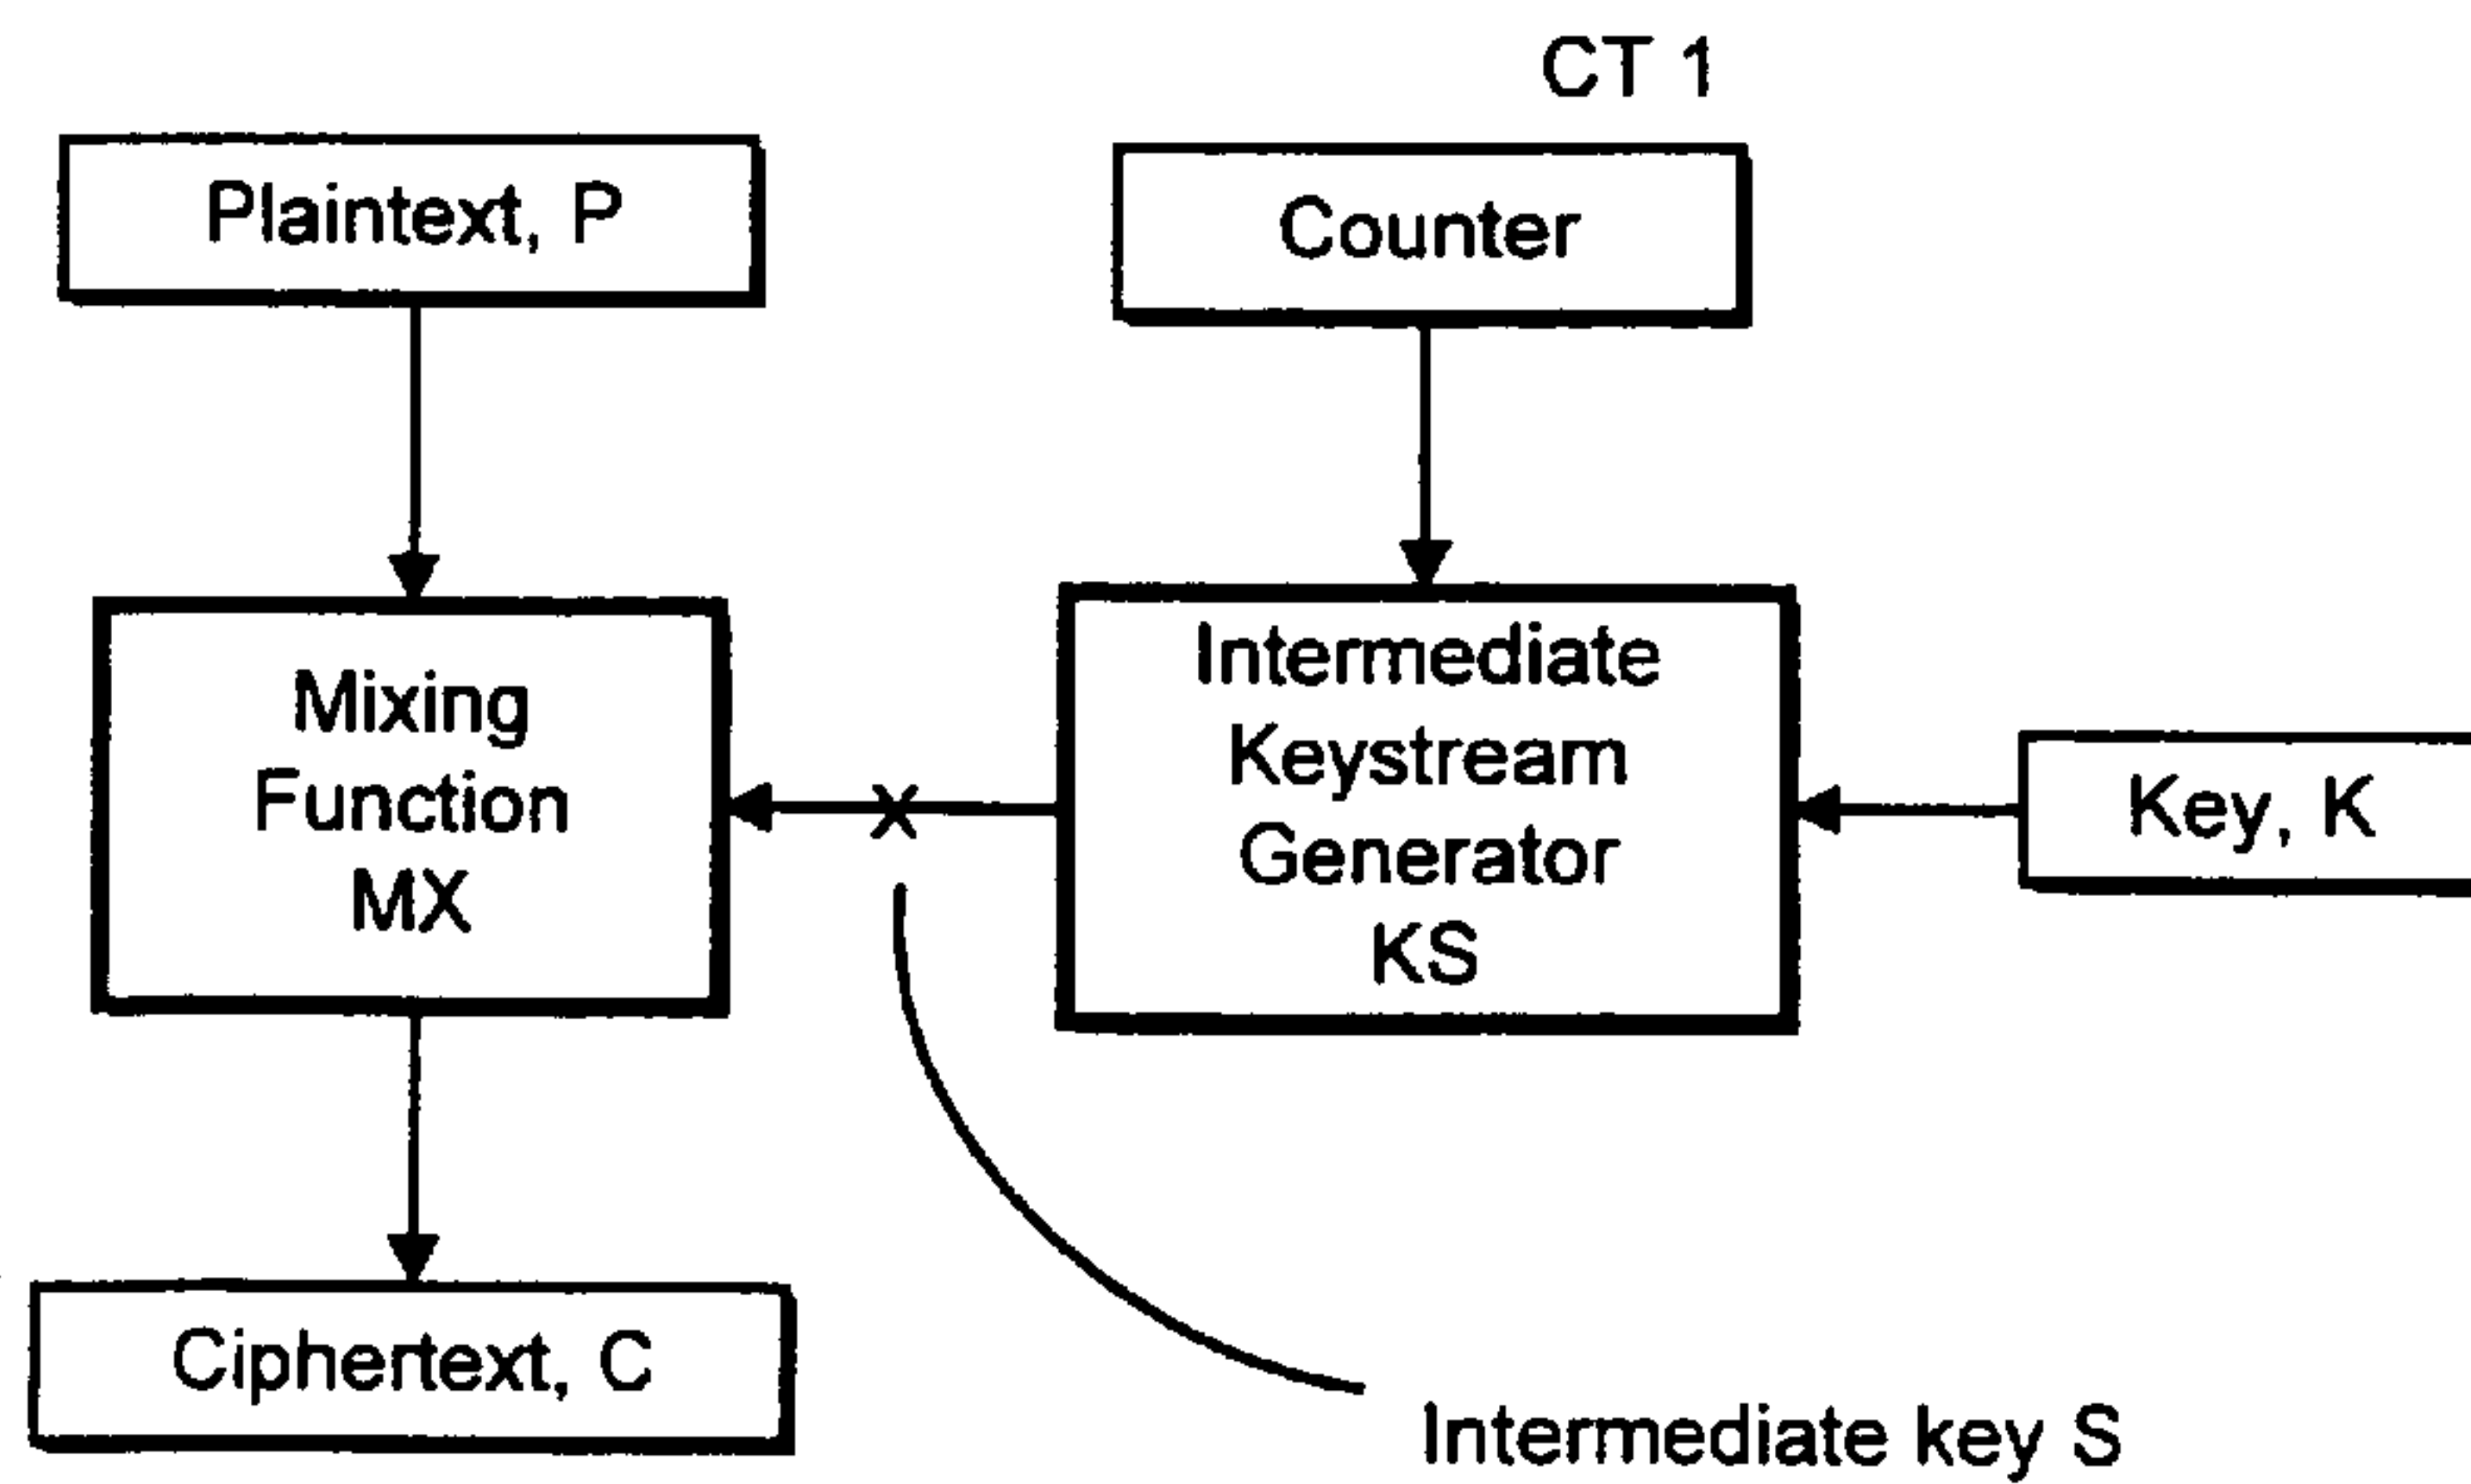 CT 1
Plaintext, P
Counter
Mixing
Function
MX
Intermediate
Keystream
Generator
KS
Key, K
Ciphertext, C
Intermediate key S